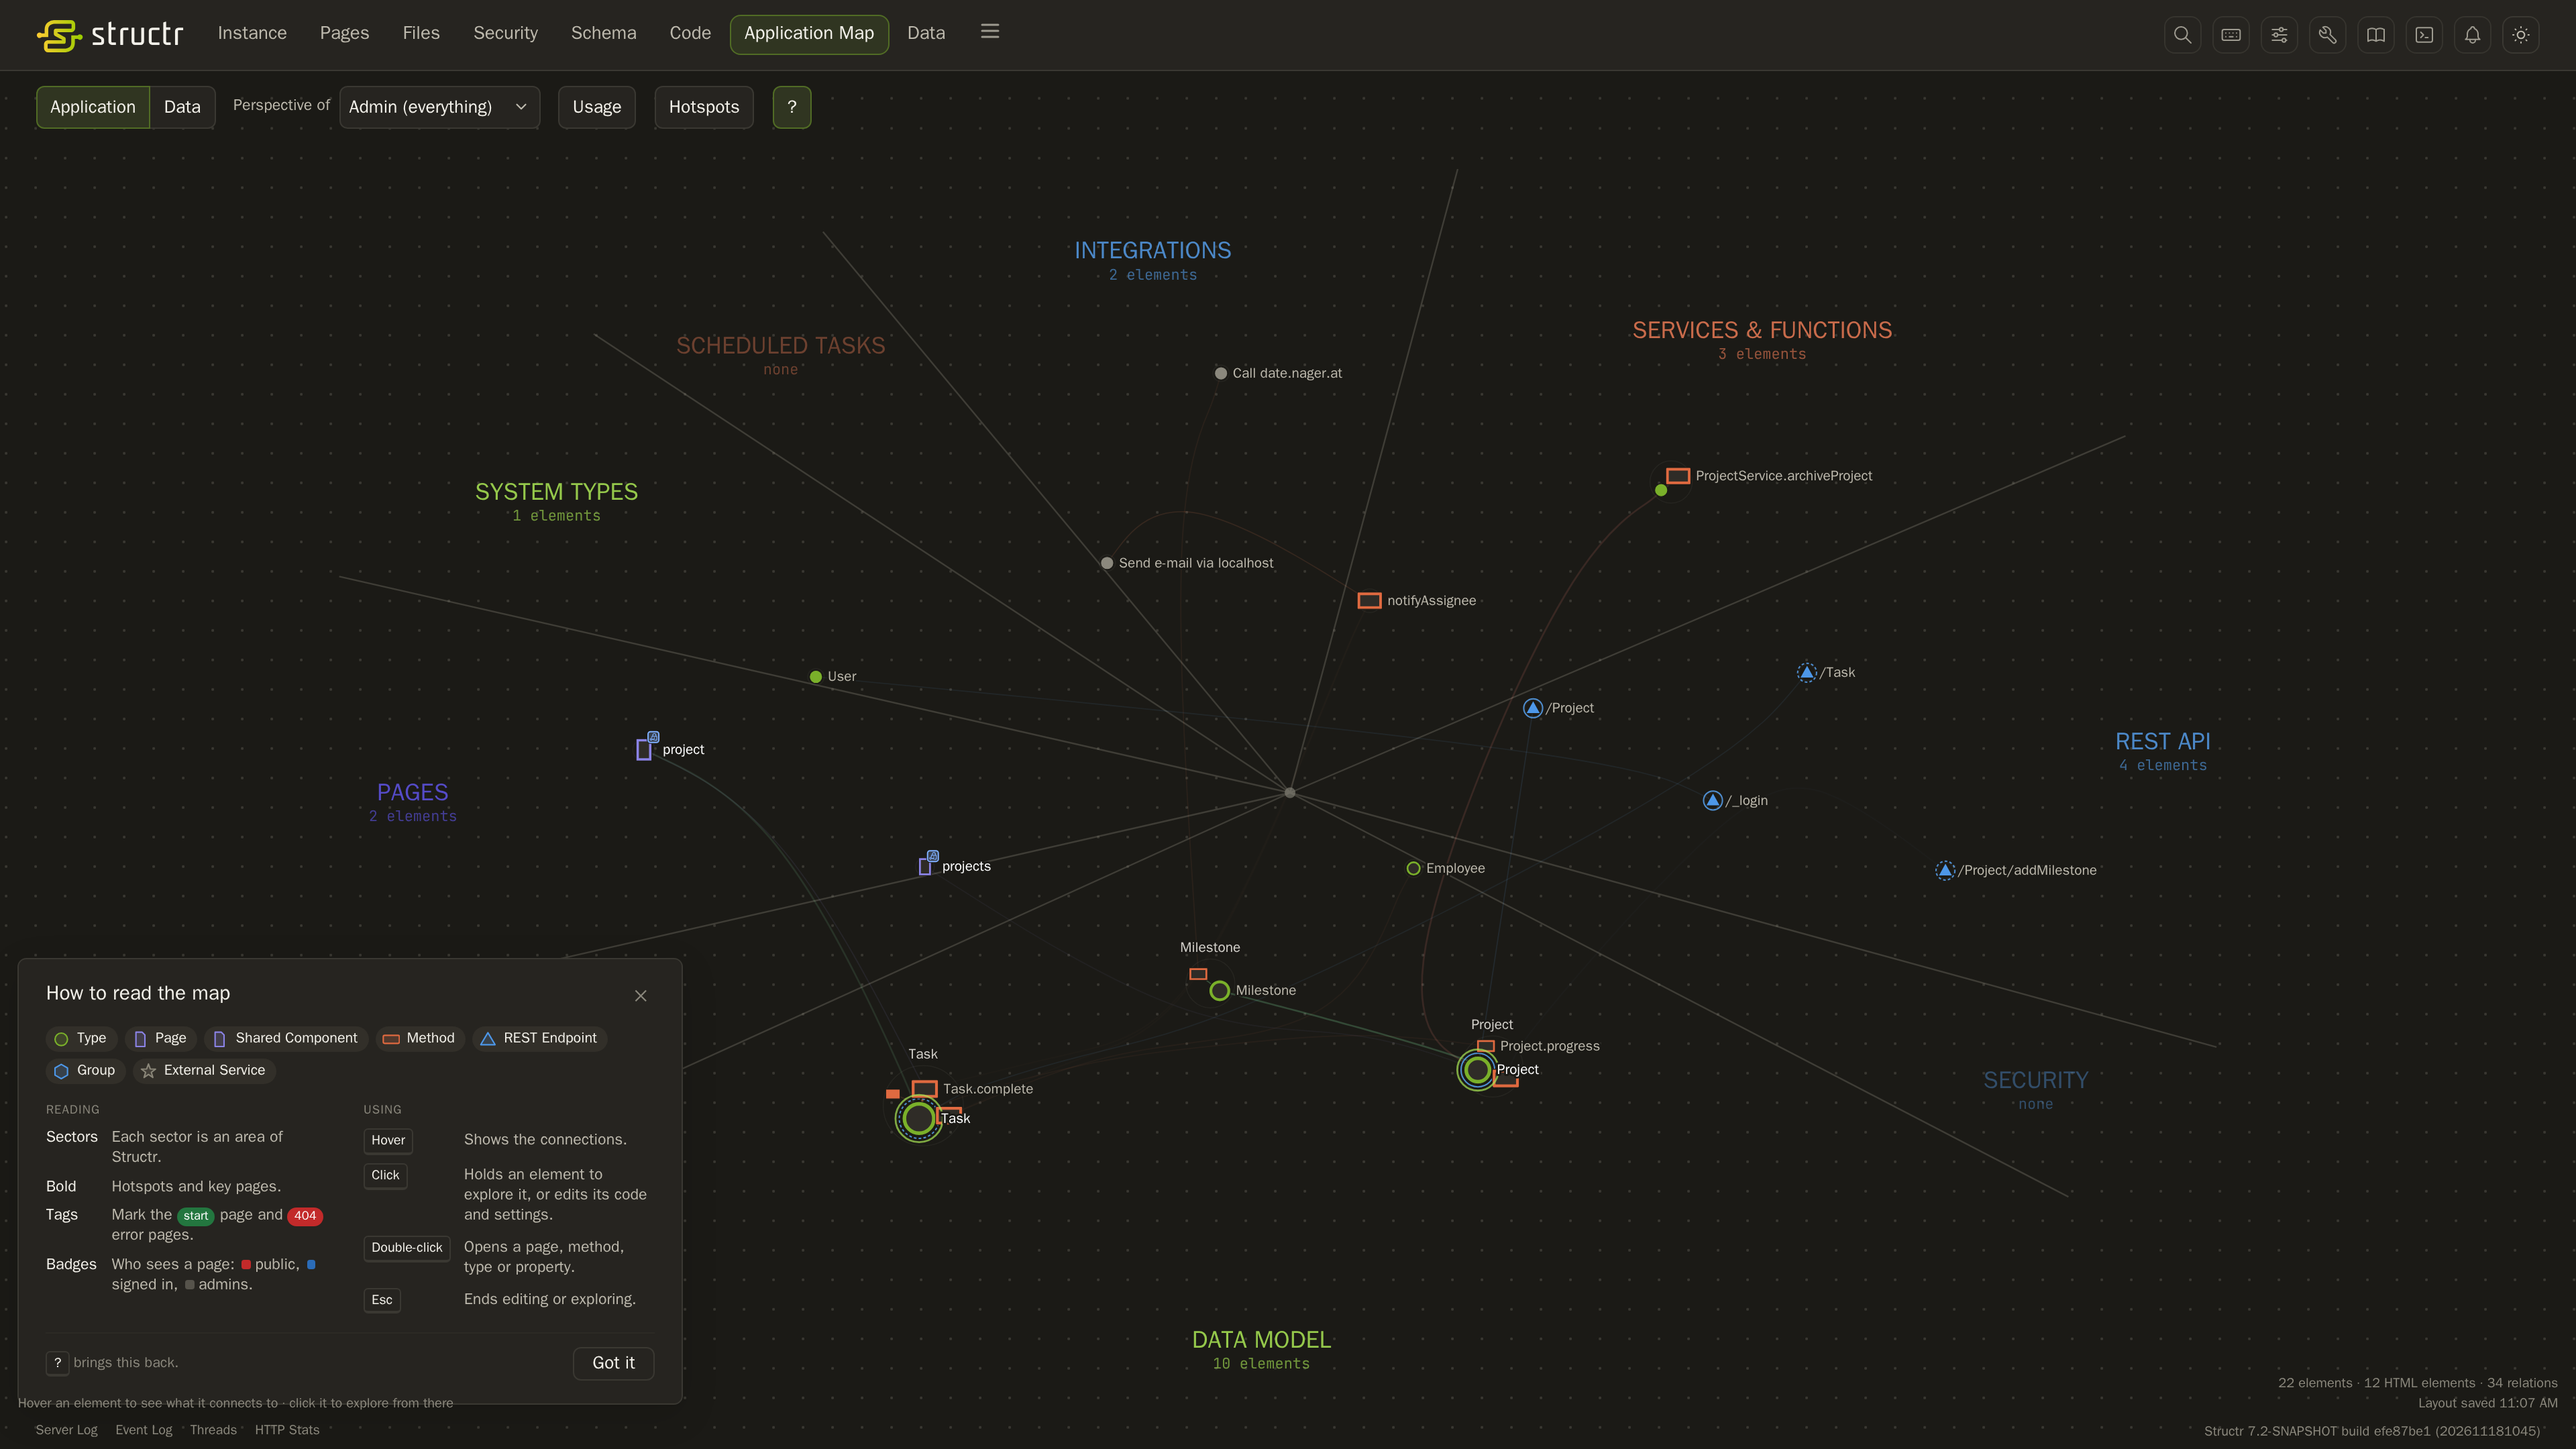 structr Instance Pages Files Security Schema Code Application Map Data
Application Data Perspective of Admin (everything) Usage Hotspots ?
INTEGRATIONS
2 elements
SERVICES & FUNCTIONS
3 elements
SCHEDULED TASKS
none
Call date.nager.at
ProjectService.archiveProject
SYSTEM TYPES
1 elements
Send e-mail via localhost
notifyAssignee
User
/Task
/Project
project
REST API
4 elements
PAGES
2 elements
/_login
projects
Employee
/Project/addMilestone
Milestone
Milestone
Project
Project.progress
Project
Task
Task.complete
Task
SECURITY
none
How to read the map
Type Page Shared Component Method REST Endpoint
Group External Service
READING
Sectors Each sector is an area of
Structr.
Bold Hotspots and key pages.
Tags Mark the start page and 404
error pages.
Badges Who sees a page: public,
signed in, admins.
USING
Hover Shows the connections.
Click Holds an element to
explore it, or edits its code
and settings.
Double-click Opens a page, method,
type or property.
Esc Ends editing or exploring.
? brings this back.
Got it
DATA MODEL
10 elements
22 elements · 12 HTML elements · 34 relations
Hover an element to see what it connects to · click it to explore from there
Layout saved 11:07 AM
Server Log Event Log Threads HTTP Stats
Structr 7.2-SNAPSHOT build efe87be1 (202611181045)